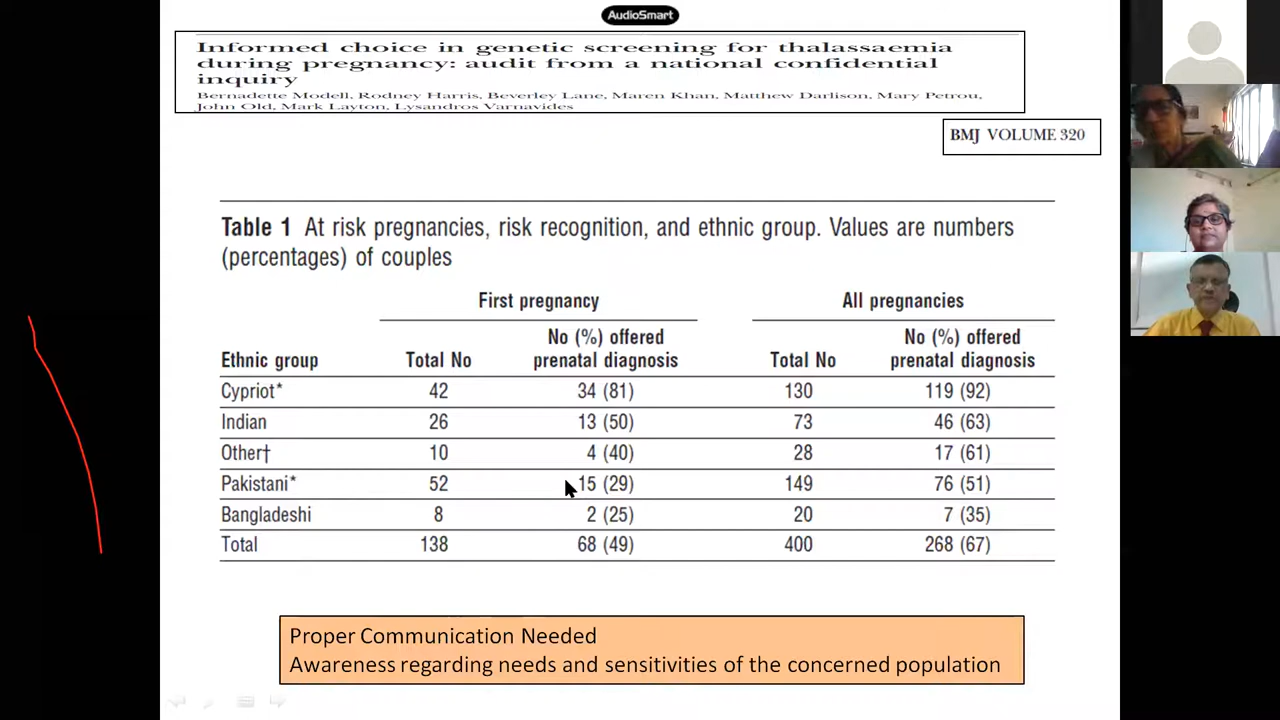 AudioSmart
Informed choice in genetic screening for thalassaemia
during pregnancy: audit from a national confidential
inquiry
Bernadette Modell, Rodney Harris, Beverley Lane, Maren Khan, Matthew Darlison, Mary Petrou,
John Old, Mark Layton, Lysandros Varnavides
BMJ VOLUME 320
Table 1 At risk pregnancies, risk recognition, and ethnic group. Values are numbers
(percentages) of couples
First pregnancy All pregnancies
No (%) offered No (%) offered
Ethnic group Total No prenatal diagnosis Total No prenatal diagnosis
Cypriot* 42 34 (81) 130 119 (92)
Indian 26 13 (50) 73 46 (63)
Other† 10 4 (40) 28 17 (61)
Pakistani* 52 15 (29) 149 76 (51)
Bangladeshi 8 2 (25) 20 7 (35)
Total 138 68 (49) 400 268 (67)
Proper Communication Needed
Awareness regarding needs and sensitivities of the concerned population